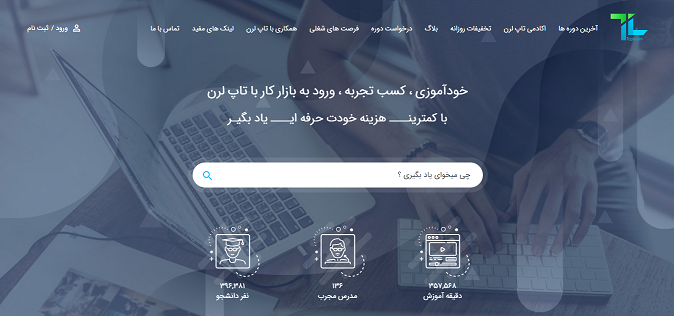 آخرین دوره ها
آکادمی تاپ لرن
تخفیفات روزانه
بلاگ
درخواست دوره
فرصت های شغلی
همکاری با تاپ لرن
لینک های مفید
تماس با ما
ورود / ثبت نام
خودآموزی ، کسب تجربه ، ورود به بازار کار با تاپ لرن
با کمترینــــ هزینه خودت حرفه ایــــ یاد بگیـر
چی میخوای یاد بگیری ؟
۳۵۷,۵۶۸
دقیقه آموزش
۱۳۶
مدرس مجرب
۳۹۶,۳۸۱
نفر دانشجو